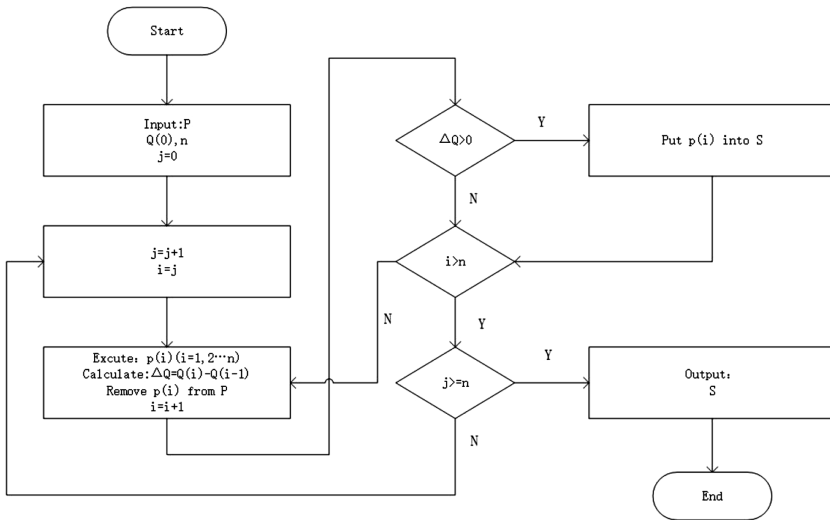 Start
Input:P
Q(0),n
j=0
j=j+1
i=j
Excute: p(i)(i=1,2…n)
Calculate:△Q=Q(i)-Q(i-1)
Remove p(i) from P
i=i+1
△Q>0
Y
Put p(i) into S
N
i>n
N
Y
j>=n
Y
N
Output:
S
End